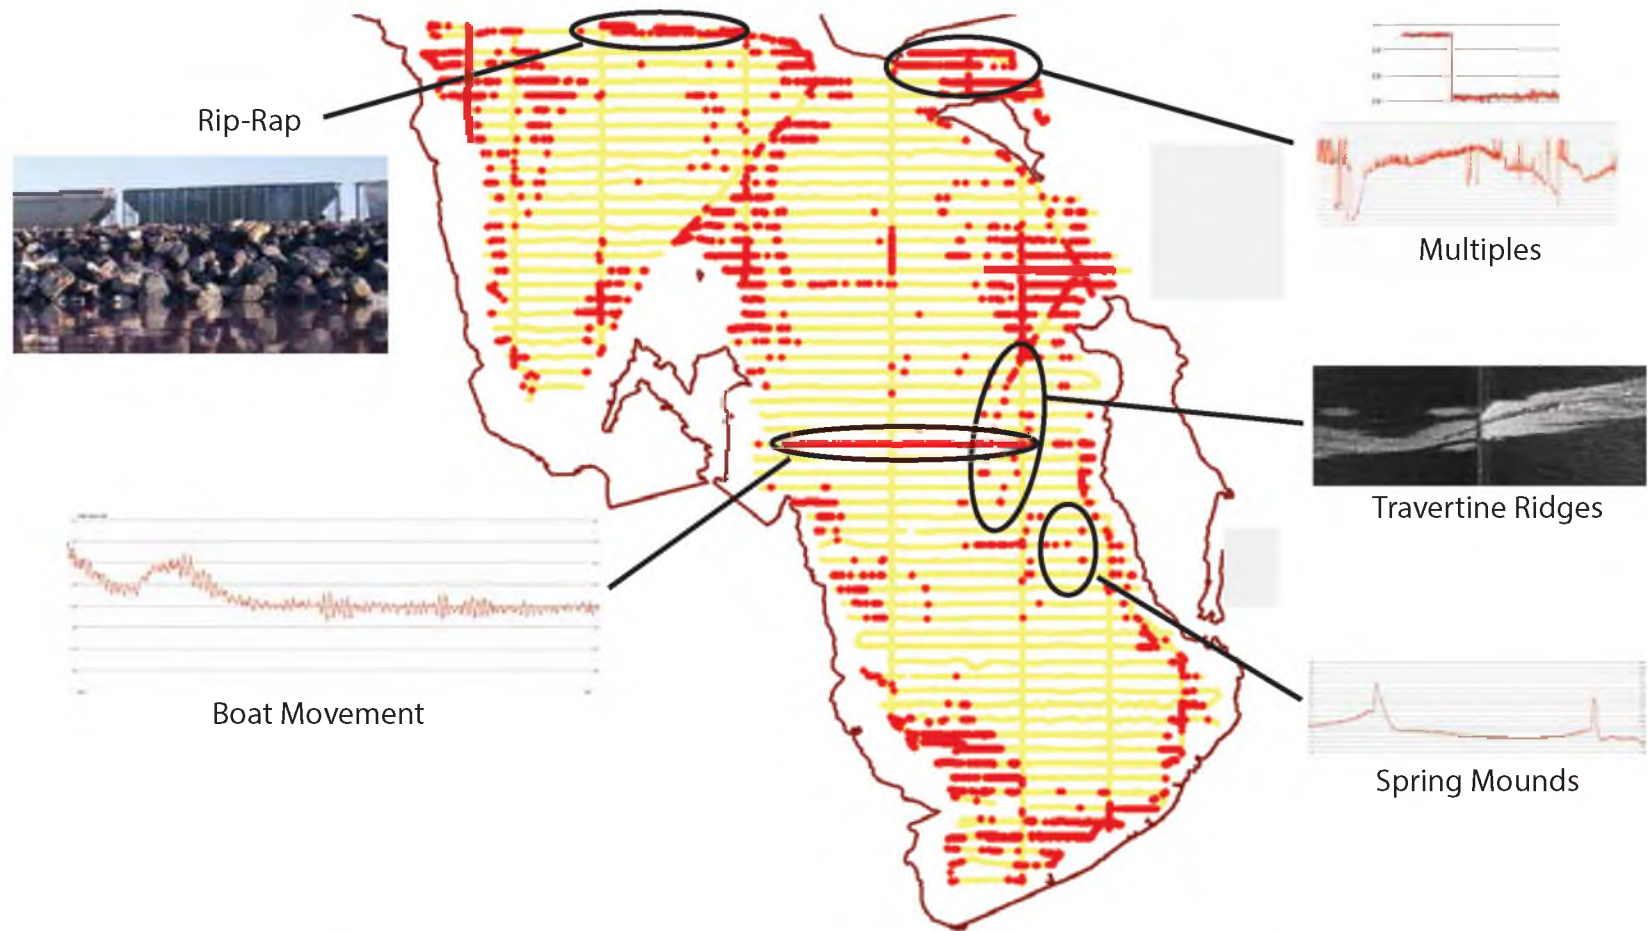 Rip-Rap
Multiples
Travertine Ridges
Boat Movement
Spring Mounds